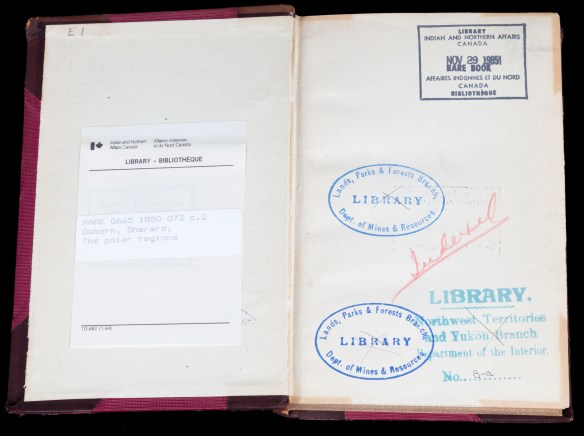 E1
Indian and Northern Affairs Canada
Affaires indiennes et du Nord Canada
LIBRARY – BIBLIOTHÈQUE
RARE G665 1850 O73 c.2
Osborn, Sherard,
The polar regions
LIBRARY
INDIAN AND NORTHERN AFFAIRS
CANADA
NOV 29 1985
RARE BOOK
AFFAIRES INDIENNES ET DU NORD
CANADA
BIBLIOTHÈQUE
Lands, Parks & Forests Branch,
LIBRARY
Dept. of Mines & Resources.
LIBRARY.
Northwest Territories
and Yukon Branch
Department of the Interior.
No. 8-a
Lands, Parks & Forests Branch,
LIBRARY
Dept. of Mines & Resources.